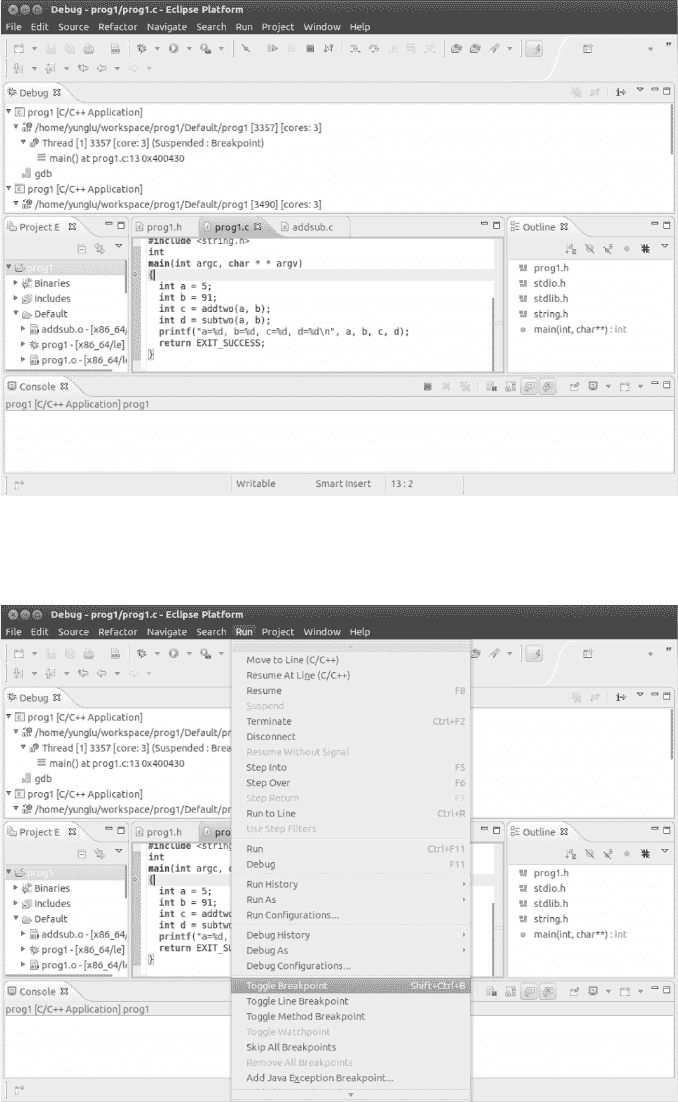 Debug - prog1/prog1.c - Eclipse Platform
File Edit Source Refactor Navigate Search Run Project Window Help
Debug
prog1 [C/C++ Application]
/home/yunglu/workspace/prog1/Default/prog1 [3357] [cores: 3]
Thread [1] 3357 [core: 3] (Suspended : Breakpoint)
main() at prog1.c:13 0x400430
gdb
prog1 [C/C++ Application]
/home/yunglu/workspace/prog1/Default/prog1 [3490] [cores: 3]
Project E
prog1
Binaries
Includes
Default
addsub.o - [x86_64/
prog1 - [x86_64/le]
prog1.o - [x86_64/le
prog1.h prog1.c addsub.c
#include <string.h>
int
main(int argc, char * * argv)
{
int a = 5;
int b = 91;
int c = addtwo(a, b);
int d = subtwo(a, b);
printf("a=%d, b=%d, c=%d, d=%d\n", a, b, c, d);
return EXIT_SUCCESS;
}
Outline
prog1.h
stdio.h
stdlib.h
string.h
main(int, char**) : int
Console
prog1 [C/C++ Application] prog1
Writable Smart Insert 13 : 2
Debug - prog1/prog1.c - Eclipse Platform
File Edit Source Refactor Navigate Search Run Project Window Help
Debug
prog1 [C/C++ Application]
/home/yunglu/workspace/prog1/Default/pr
Thread [1] 3357 [core: 3] (Suspended : Brea
main() at prog1.c:13 0x400430
gdb
prog1 [C/C++ Application]
/home/yunglu/workspace/prog1/Default/pr
Project E
prog1
Binaries
Includes
Default
addsub.o - [x86_64/
prog1 - [x86_64/le]
prog1.o - [x86_64/le
prog1.h pro
#include <string
int
main(int argc, c
{
int a = 5;
int b = 91;
int c = addtwo
int d = subtwo
printf("a=%d,
return EXIT_SU
}
Move to Line (C/C++)
Resume At Line (C/C++)
Resume F8
Suspend
Terminate Ctrl+F2
Disconnect
Resume Without Signal
Step Into F5
Step Over F6
Step Return F7
Run to Line Ctrl+R
Use Step Filters
Run Ctrl+F11
Debug F11
Run History
Run As
Run Configurations...
Debug History
Debug As
Debug Configurations...
Toggle Breakpoint Shift+Ctrl+B
Toggle Line Breakpoint
Toggle Method Breakpoint
Toggle Watchpoint
Skip All Breakpoints
Remove All Breakpoints
Add Java Exception Breakpoint...
Outline
prog1.h
stdio.h
stdlib.h
string.h
main(int, char**) : int
Console
prog1 [C/C++ Application] prog1